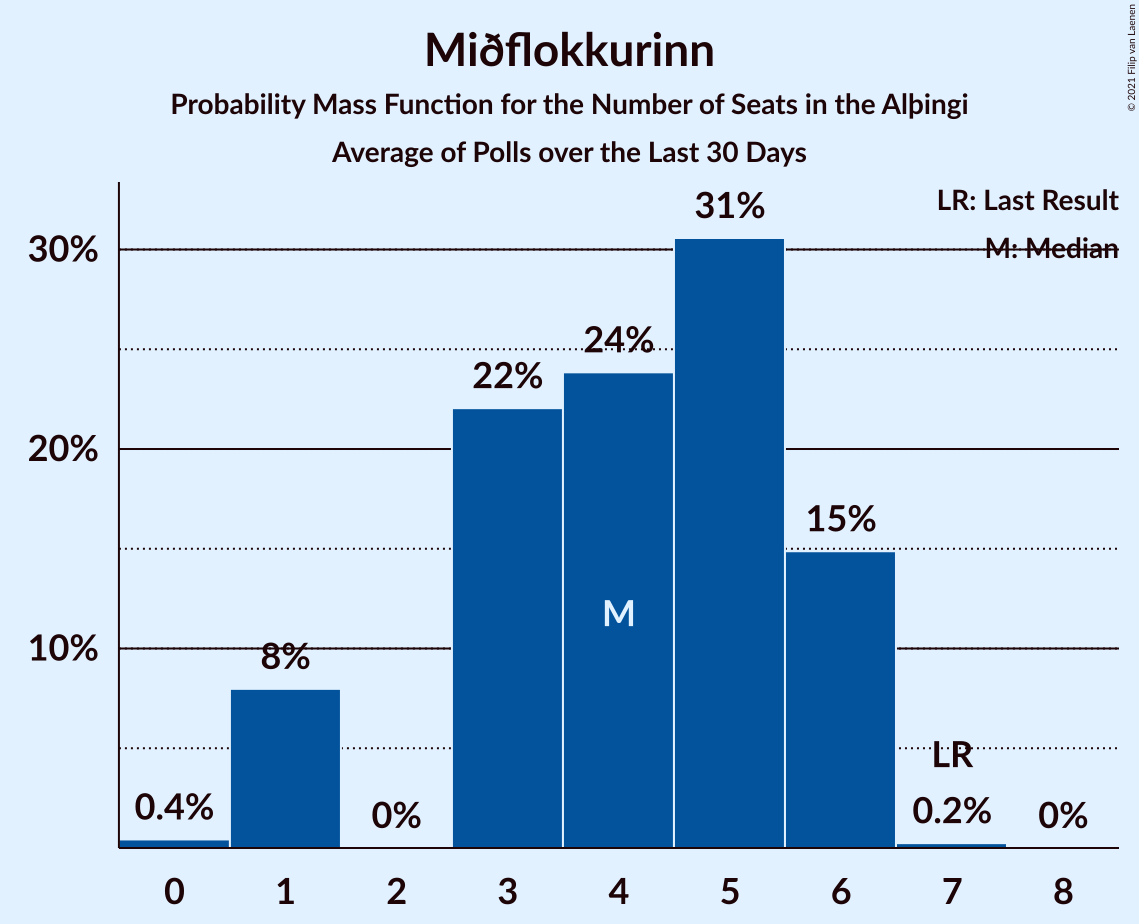 Miðflokkurinn
Probability Mass Function for the Number of Seats in the Alþingi
Average of Polls over the Last 30 Days
© 2021 Filip van Laenen
LR: Last Result
M: Median
30%
20%
10%
0.4%
8%
0%
22%
24%
31%
15%
0.2%
0%
M
LR
0 1 2 3 4 5 6 7 8